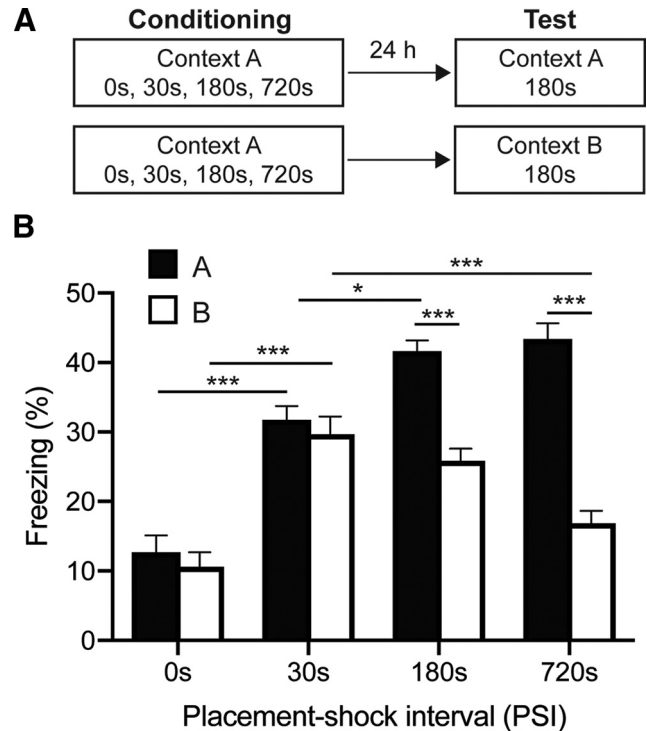 A
Conditioning
Test
Context A
0s, 30s, 180s, 720s
24 h
Context A
180s
Context A
0s, 30s, 180s, 720s
Context B
180s
B
A
B
***
*
***
***
***
***
50
40
30
20
10
0
Freezing (%)
0s
30s
180s
720s
Placement-shock interval (PSI)